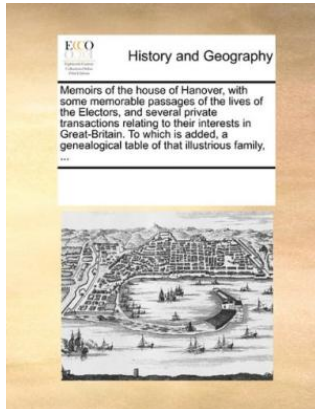 ECCO
History and Geography
Memoirs of the house of Hanover, with
some memorable passages of the lives of
the Electors, and several private
transactions relating to their interests in
Great-Britain. To which is added, a
genealogical table of that illustrious family,
...